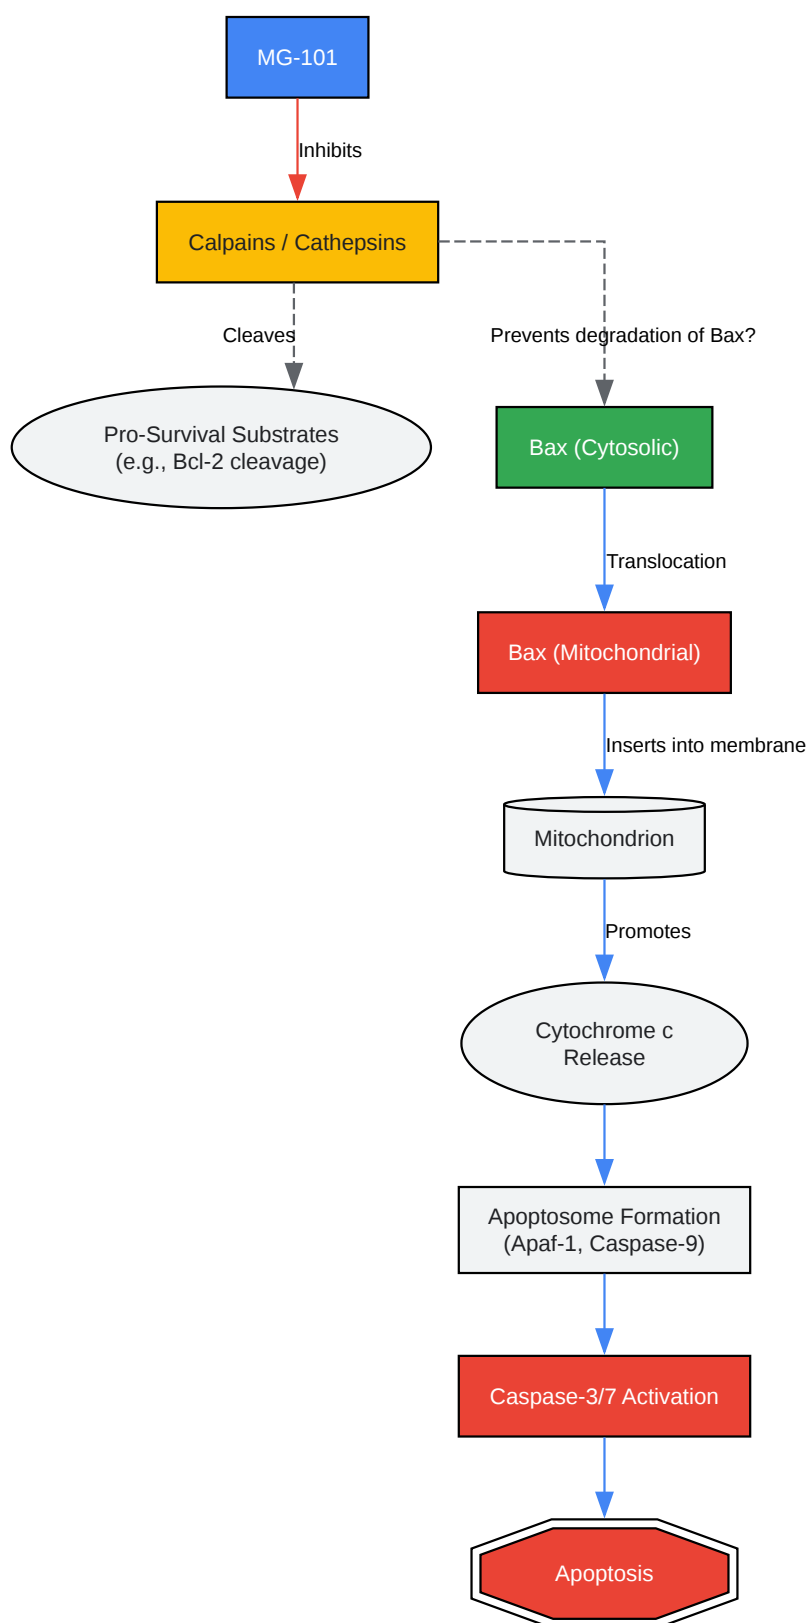 MG-101
Inhibits
Calpains / Cathepsins
Cleaves
Prevents degradation of Bax?
Pro-Survival Substrates
(e.g., Bcl-2 cleavage)
Bax (Cytosolic)
Translocation
Bax (Mitochondrial)
Inserts into membrane
Mitochondrion
Promotes
Cytochrome c
Release
Apoptosome Formation
(Apaf-1, Caspase-9)
Caspase-3/7 Activation
Apoptosis